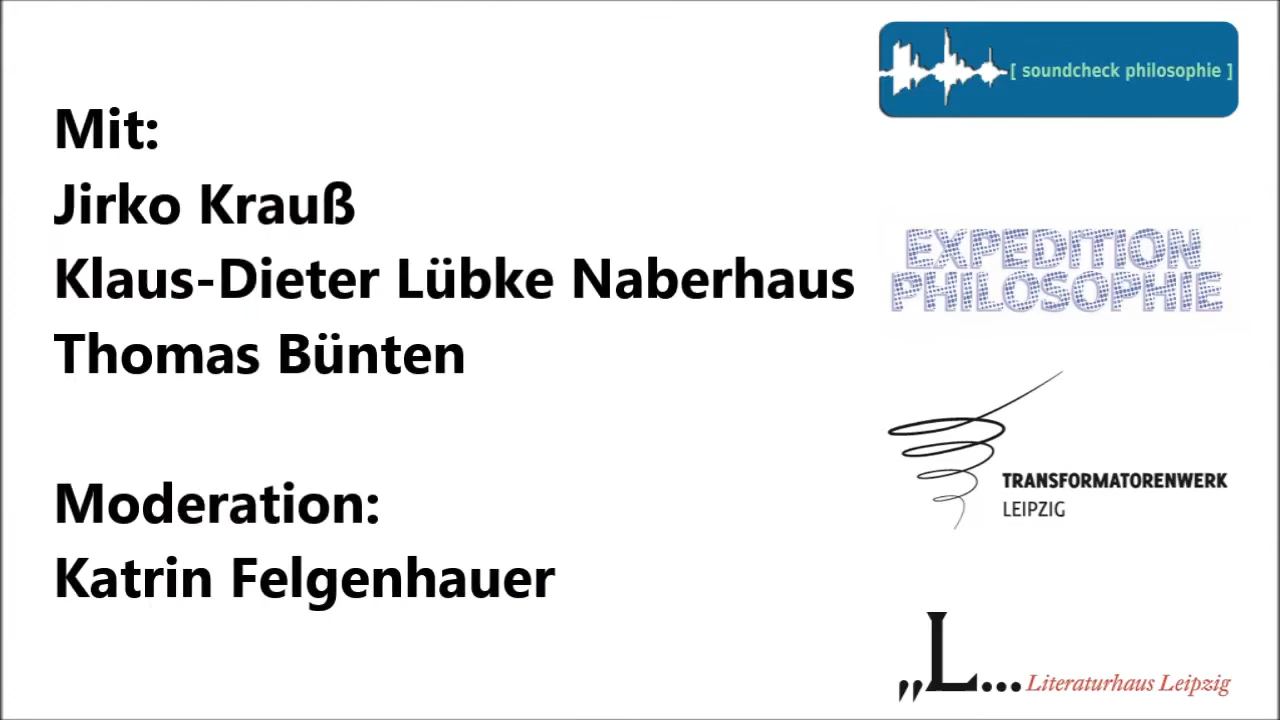 Mit:
Jirko Krauß
Klaus-Dieter Lübke Naberhaus
Thomas Bünten
Moderation:
Katrin Felgenhauer
[ soundcheck philosophie ]
EXPEDITION
PHILOSOPHIE
TRANSFORMATORENWERK
LEIPZIG
„L... Literaturhaus Leipzig